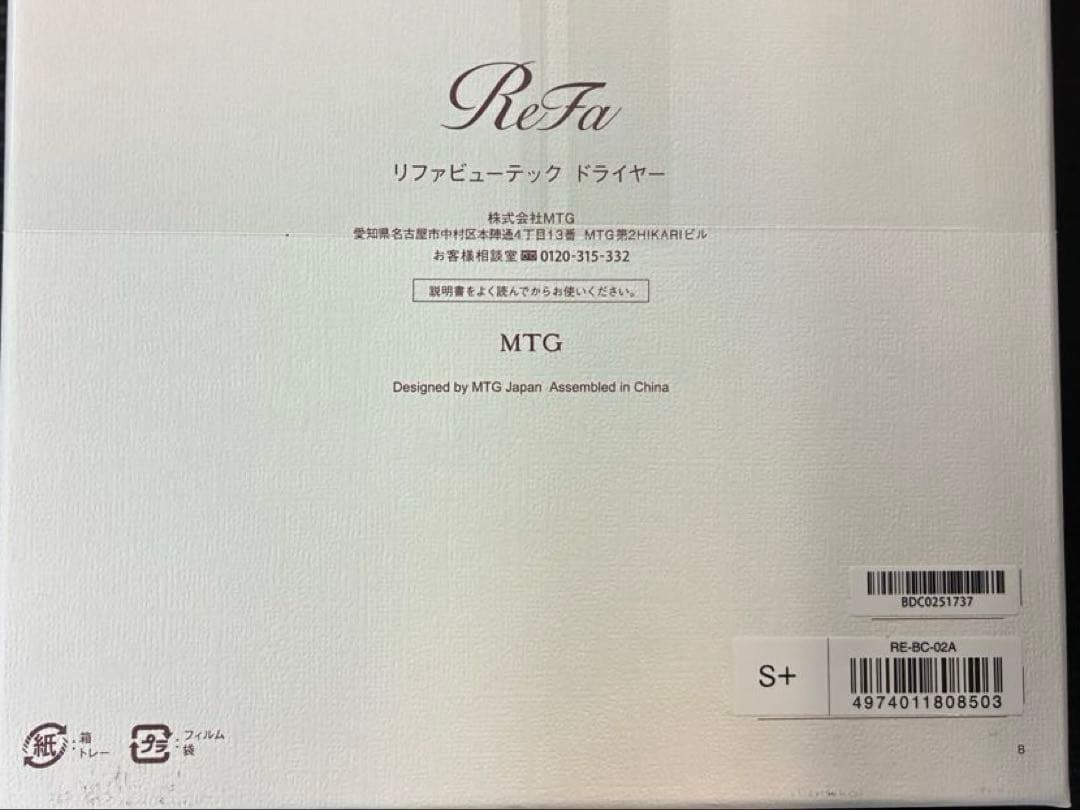 ReFa
リファビューテック ドライヤー
株式会社MTG
愛知県名古屋市中村区本陣通4丁目13番 MTG第2HIKARIビル
お客様相談室 0120-315-332
説明書をよく読んでからお使いください。
MTG
Designed by MTG Japan Assembled in China
BDC0251737
S+
RE-BC-02A
4974011808503
紙:箱
トレー
プラ:フィルム
袋
B